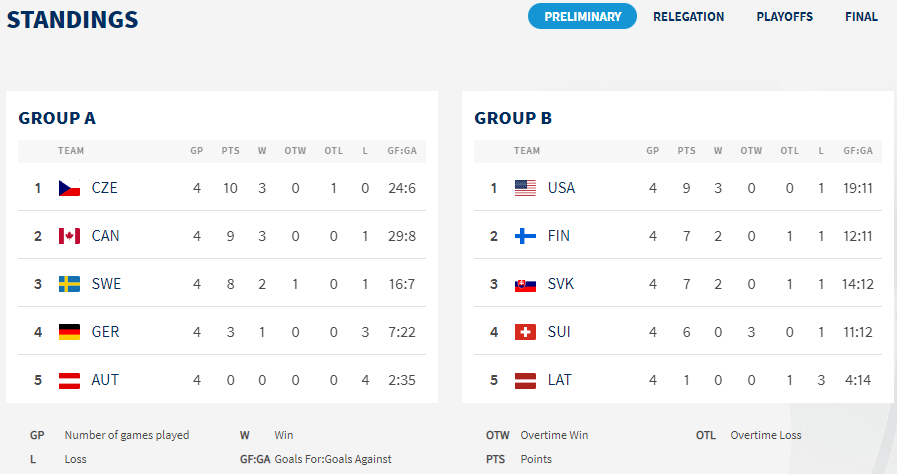 STANDINGS
PRELIMINARY RELEGATION PLAYOFFS FINAL
GROUP A
TEAM GP PTS W OTW OTL L GF:GA
1 CZE 4 10 3 0 1 0 24:6
2 CAN 4 9 3 0 0 1 29:8
3 SWE 4 8 2 1 0 1 16:7
4 GER 4 3 1 0 0 3 7:22
5 AUT 4 0 0 0 0 4 2:35
GROUP B
TEAM GP PTS W OTW OTL L GF:GA
1 USA 4 9 3 0 0 1 19:11
2 FIN 4 7 2 0 1 1 12:11
3 SVK 4 7 2 0 1 1 14:12
4 SUI 4 6 0 3 0 1 11:12
5 LAT 4 1 0 0 1 3 4:14
GP Number of games played W Win OTW Overtime Win OTL Overtime Loss
L Loss GF:GA Goals For:Goals Against PTS Points